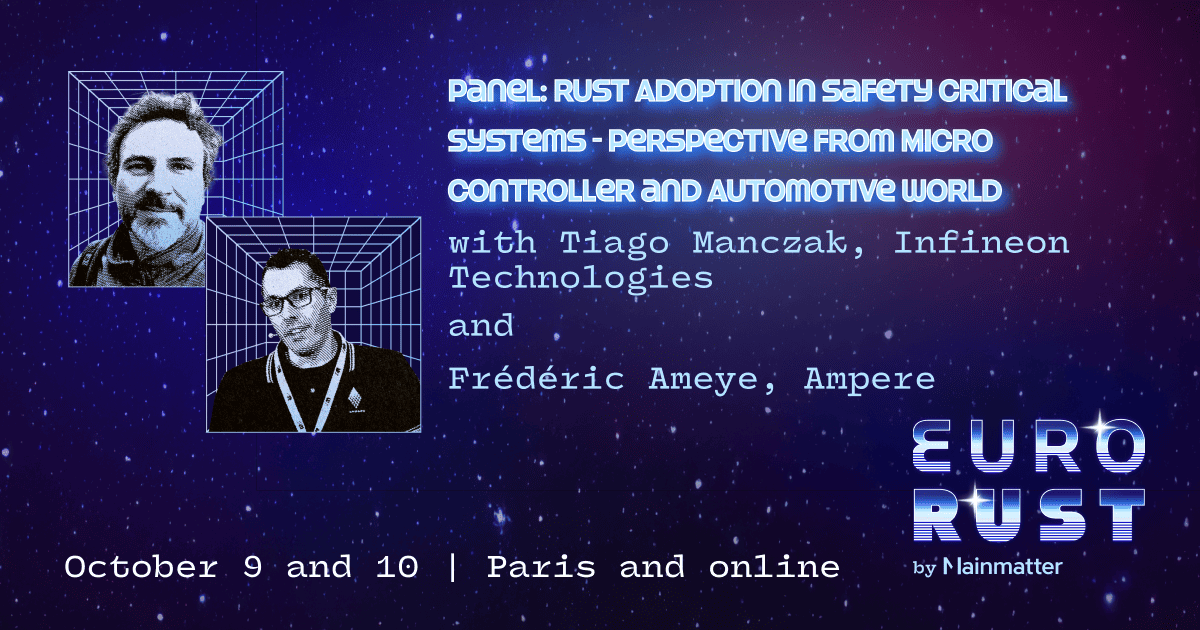 Panel: Rust adoption in safety critical
systems - perspective from micro
controller and automotive world
with Tiago Manczak, Infineon
Technologies
and
Frédéric Ameye, Ampere
EURO
RUST
by Mainmatter
October 9 and 10 | Paris and online